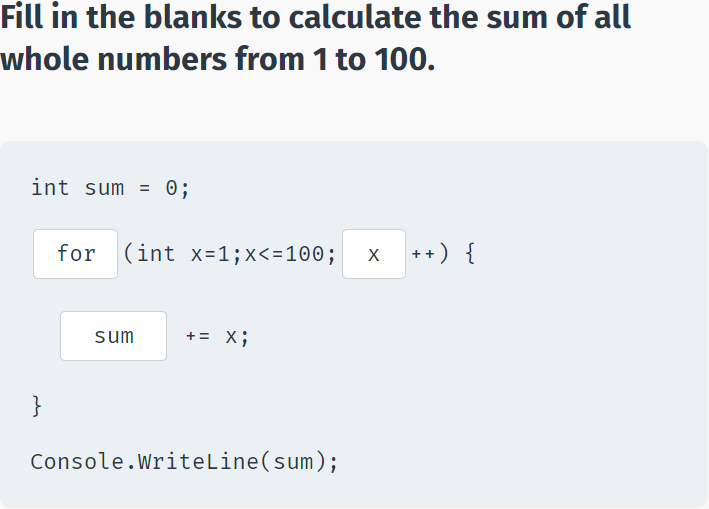 Fill in the blanks to calculate the sum of all
whole numbers from 1 to 100.
int sum = 0;
for (int x=1;x<=100; x ++) {
sum += x;
}
Console.WriteLine(sum);